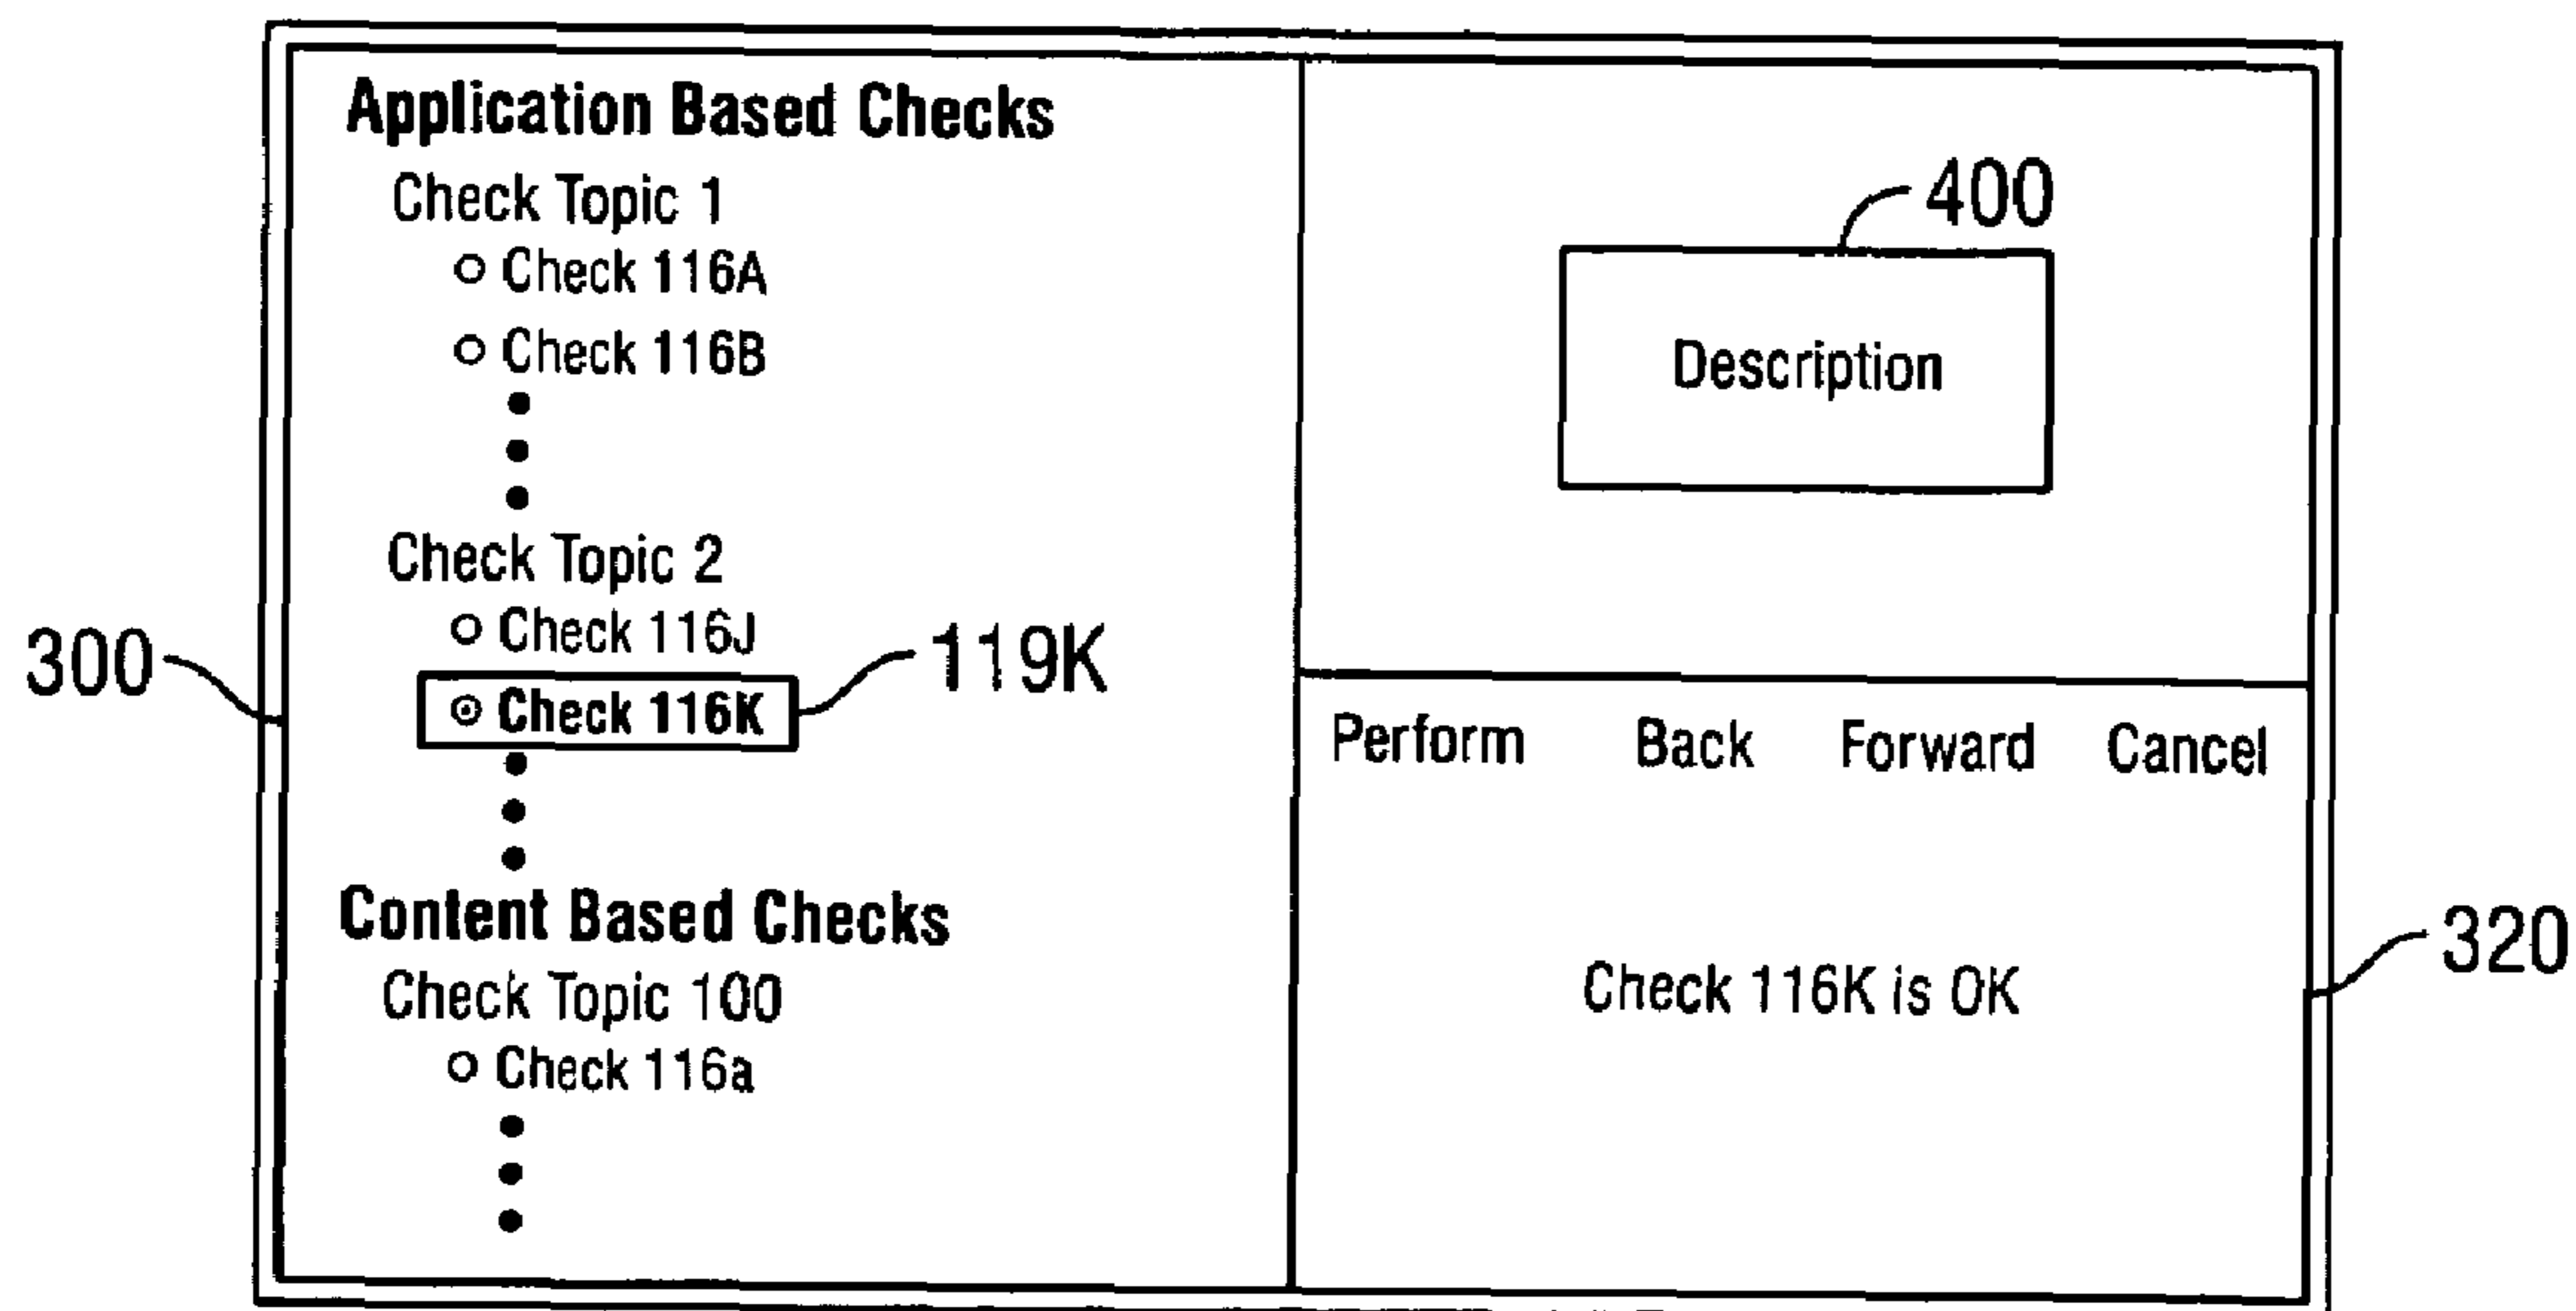 Application Based Checks
Check Topic 1
Check 116A
Check 116B
Check Topic 2
Check 116J
Check 116K
119K
300
Content Based Checks
Check Topic 100
Check 116a
400
Description
Perform Back Forward Cancel
Check 116K is OK
320